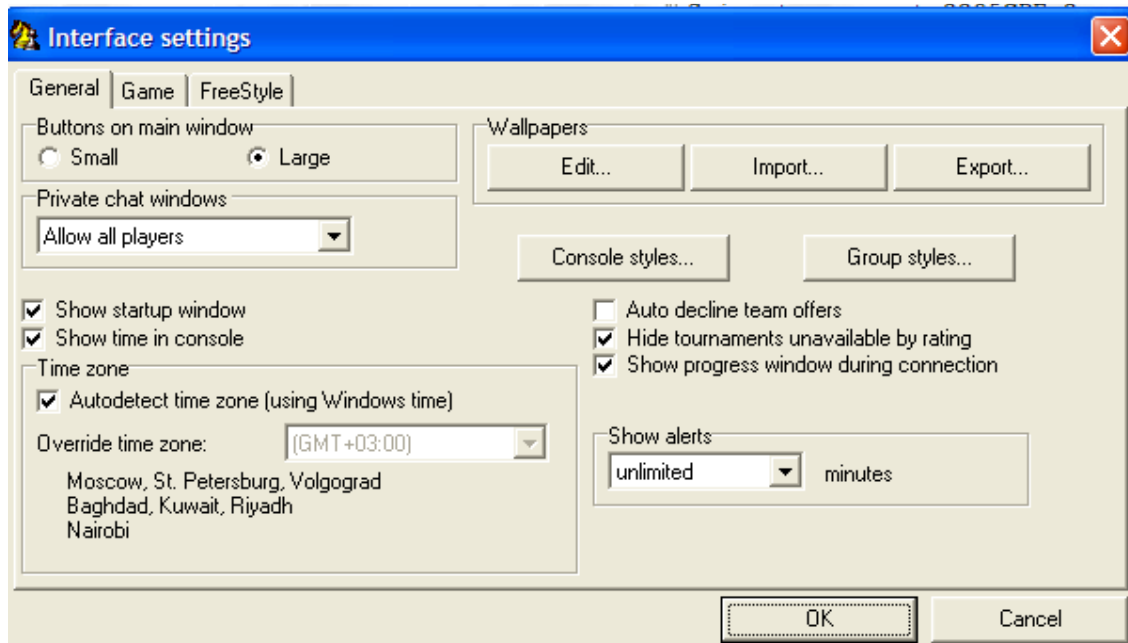 Interface settings
General Game FreeStyle
Buttons on main window
Small Large
Wallpapers
Edit... Import... Export...
Private chat windows
Allow all players
Console styles... Group styles...
Show startup window
Show time in console
Auto decline team offers
Hide tournaments unavailable by rating
Show progress window during connection
Time zone
Autodetect time zone (using Windows time)
Override time zone: (GMT+03:00)
Moscow, St. Petersburg, Volgograd
Baghdad, Kuwait, Riyadh
Nairobi
Show alerts
unlimited minutes
OK Cancel